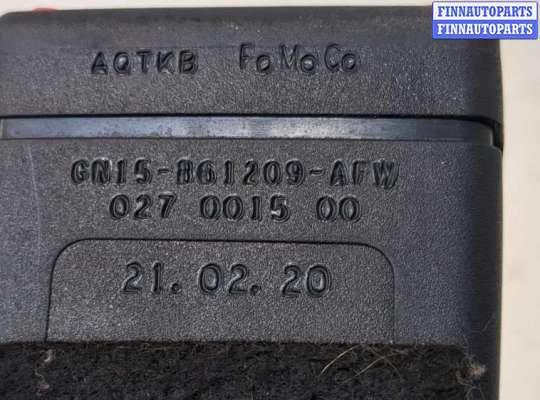 FINNAUTOPARTS
FINNAUTOPARTS
AQTKB FoMoCo
GN15-B61209-AFW
027 0015 00
21. 02. 20